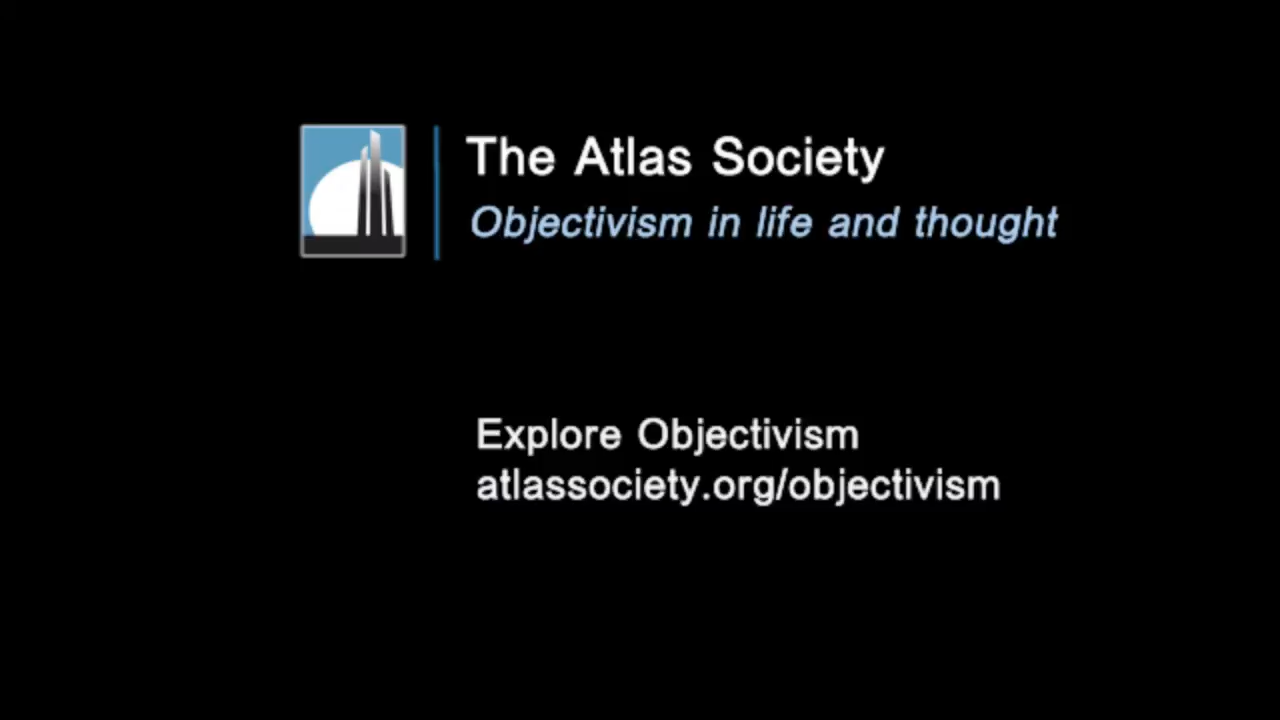 The Atlas Society
Objectivism in life and thought
Explore Objectivism
atlassociety.org/objectivism